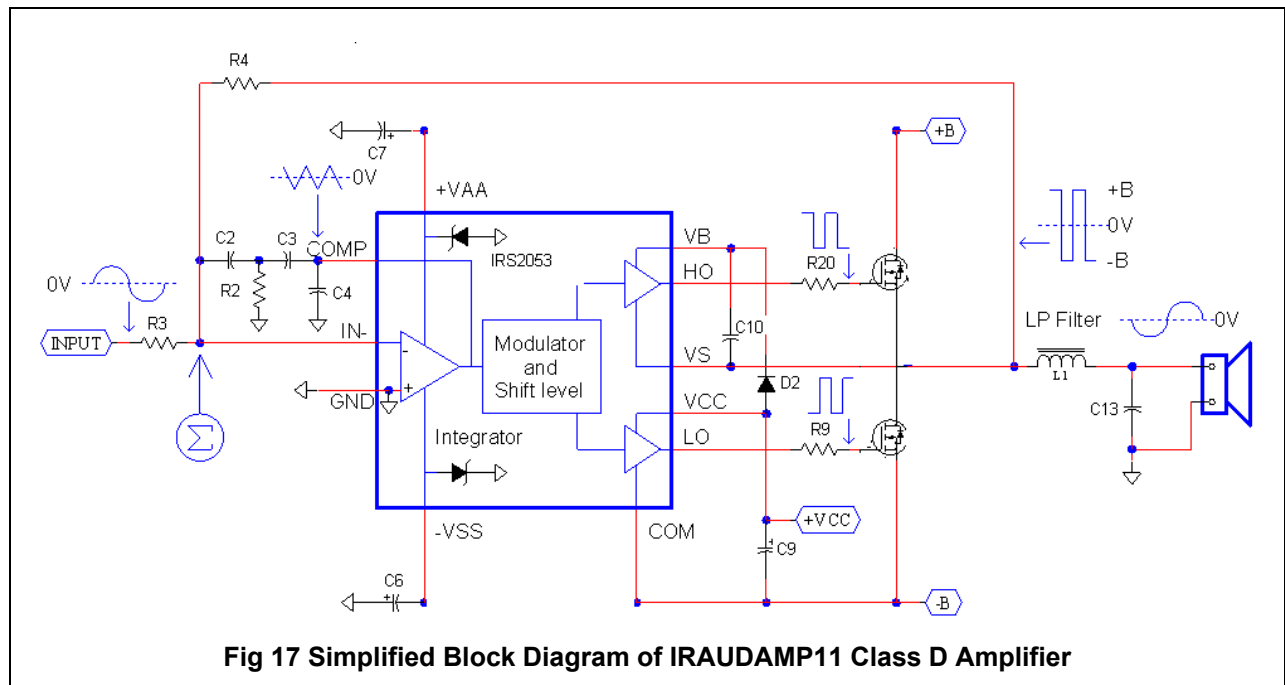 R4
C7
+B
0V
+VAA
+B
0V
-B
C2
C3
COMP
IRS2053
VB
HO
R20
0V
R2
C4
C10
LP Filter
0V
R3
IN-
INPUT
-
+
Modulator
and
Shift level
VS
L1
D2
GND
VCC
C13
Σ
Integrator
LO
R9
-VSS
COM
+VCC
C9
+
C6
+
-B
Fig 17 Simplified Block Diagram of IRAUDAMP11 Class D Amplifier